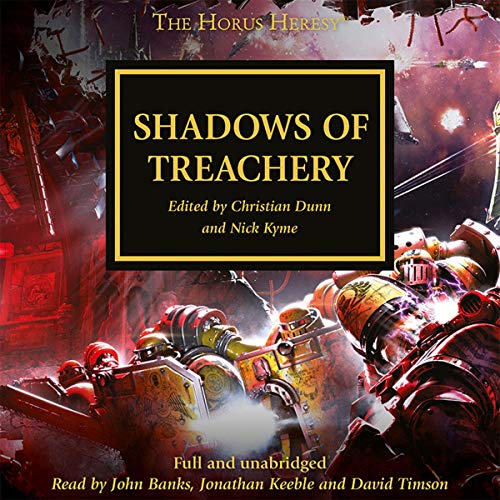 The Horus Heresy™
SHADOWS OF
TREACHERY
Edited by Christian Dunn
and Nick Kyme
Full and unabridged
Read by John Banks, Jonathan Keeble and David Timson